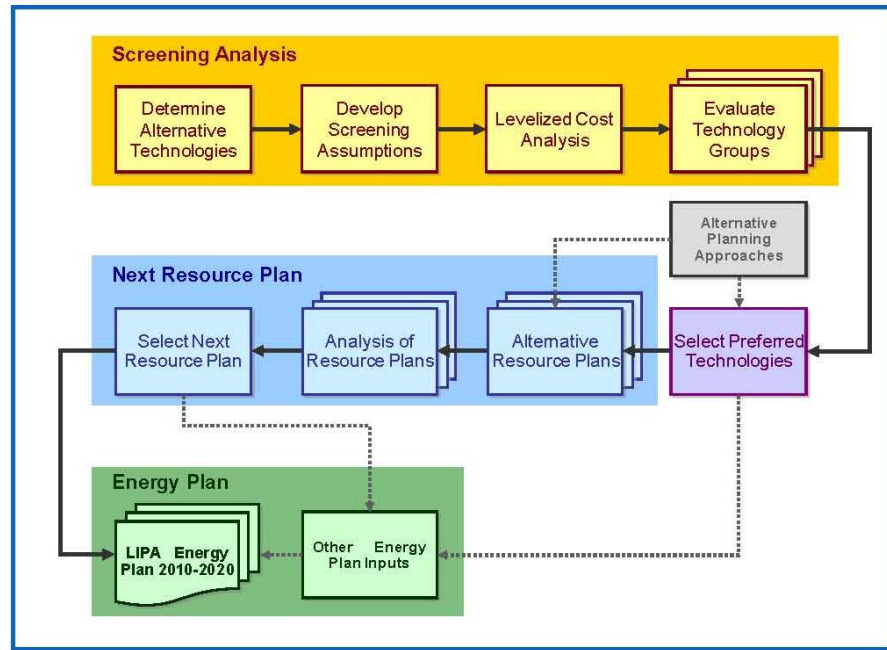 Screening Analysis
Determine
Alternative
Technologies
Develop
Screening
Assumptions
Levelized Cost
Analysis
Evaluate
Technology
Groups
Alternative
Planning
Approaches
Next Resource Plan
Select Next
Resource Plan
Analysis of
Resource Plans
Alternative
Resource Plans
Select Preferred
Technologies
Energy Plan
LIPA Energy
Plan 2010-2020
Other Energy
Plan Inputs